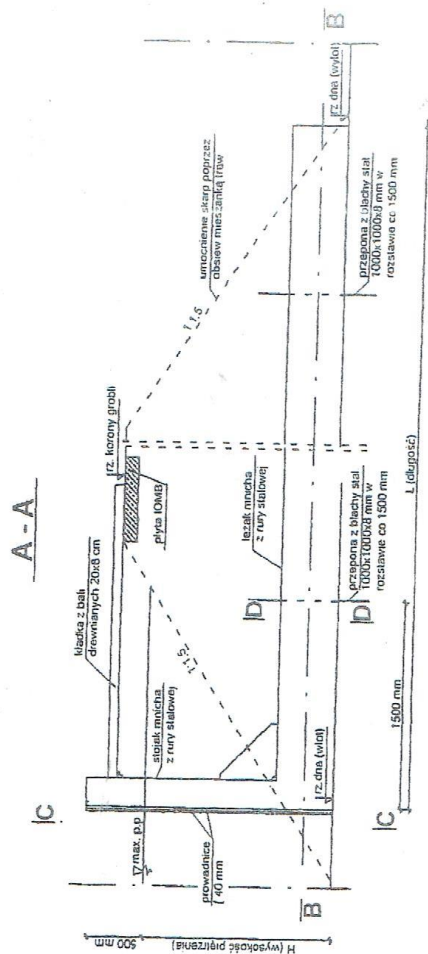 A - A
kładka z bali
drewnianych 20x8 cm
rz. korony grobli
płyta IOMB
umocnienie skarp poprzez
obsiew mieszanką traw
1:1.5
1:1.5
stojak mnicha
z rury stalowej
leżak mnicha
z rury stalowej
C
max. p.p
prowadnice
[ 40 mm
B
B
D
D
C
rz.dna (wlot)
rz dna (wylot)
przepona z blachy stal
1000x1000x8 mm w
rozstawie co 1500 mm
przepona z blachy stal
1000x1000x8 mm w
rozstawie co 1500 mm
1500 mm
L (długość)
500 mm
H (wysokość piętrzenia)